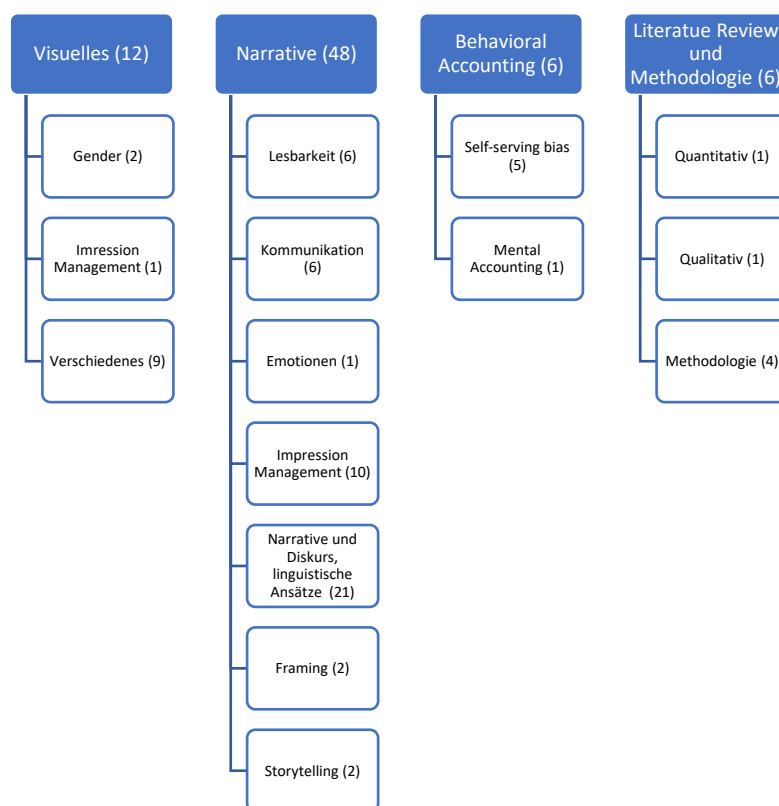 Visuelles (12)
Gender (2)
Imression
Management (1)
Verschiedenes (9)
Narrative (48)
Lesbarkeit (6)
Kommunikation
(6)
Emotionen (1)
Impression
Management (10)
Narrative und
Diskurs,
linguistische
Ansätze (21)
Framing (2)
Storytelling (2)
Behavioral
Accounting (6)
Self-serving bias
(5)
Mental
Accounting (1)
Literatue Review
und
Methodologie (6)
Quantitativ (1)
Qualitativ (1)
Methodologie (4)